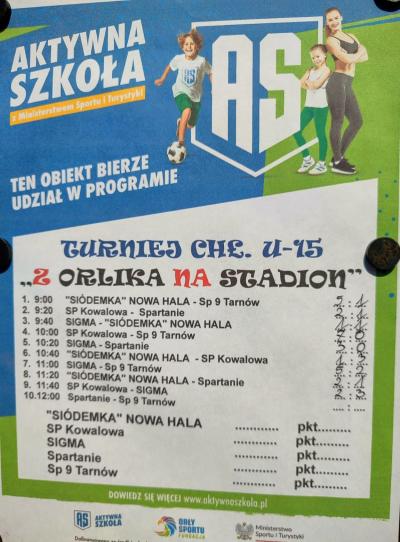 AKTYWNA
SZKOŁA
z Ministerstwem Sportu i Turystyki
AS
TEN OBIEKT BIERZE
UDZIAŁ W PROGRAMIE
TURNIEJ CHŁ. U-15
„Z ORLIKA NA STADION”
1. 9:00 "SIÓDEMKA" NOWA HALA - Sp 9 Tarnów
2. 9:20 SP Kowalowa - Spartanie
3. 9:40 SIGMA - "SIÓDEMKA" NOWA HALA
4. 10:00 SP Kowalowa - Sp 9 Tarnów
5. 10:20 SIGMA - Spartanie
6. 10:40 "SIÓDEMKA" NOWA HALA - SP Kowalowa
7. 11:00 SIGMA - Sp 9 Tarnów
8. 11:20 "SIÓDEMKA" NOWA HALA - Spartanie
9. 11:40 SP Kowalowa - SIGMA
10.12:00 Spartanie - Sp 9 Tarnów
"SIÓDEMKA" NOWA HALA ............ pkt.........
SP Kowalowa ............ pkt.........
SIGMA ............ pkt.........
Spartanie ............ pkt.........
Sp 9 Tarnów ............ pkt.........
DOWIEDZ SIĘ WIĘCEJ www.aktywnaszkola.pl
AS AKTYWNA
SZKOŁA
ORŁY
SPORTU
FUNDACJA
Ministerstwo
Sportu i Turystyki